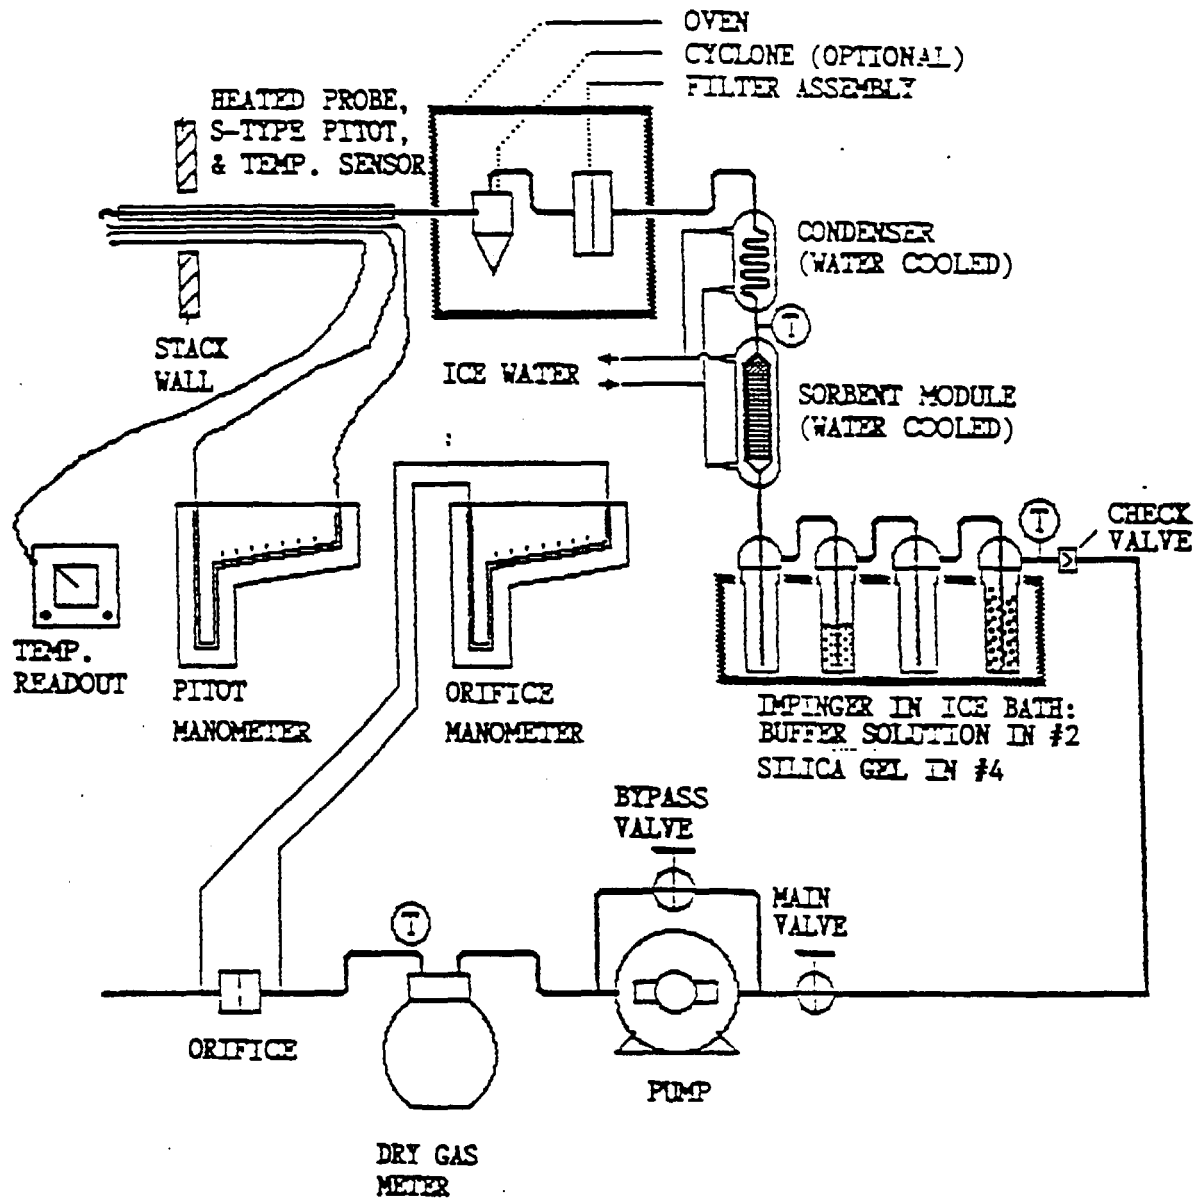 OVEN
CYCLONE (OPTIONAL)
FILTER ASSEMBLY
HEATED PROBE,
S-TYPE PITOT,
& TEMP. SENSOR
STACK
WALL
CONDENSER
(WATER COOLED)
T
ICE WATER
SORBENT MODULE
(WATER COOLED)
T
CHECK
VALVE
TEMP.
READOUT
PITOT
MANOMETER
ORIFICE
MANOMETER
IMPINGER IN ICE BATH:
BUFFER SOLUTION IN #2
SILICA GEL IN #4
BYPASS
VALVE
MAIN
VALVE
T
ORIFICE
PUMP
DRY GAS
METER